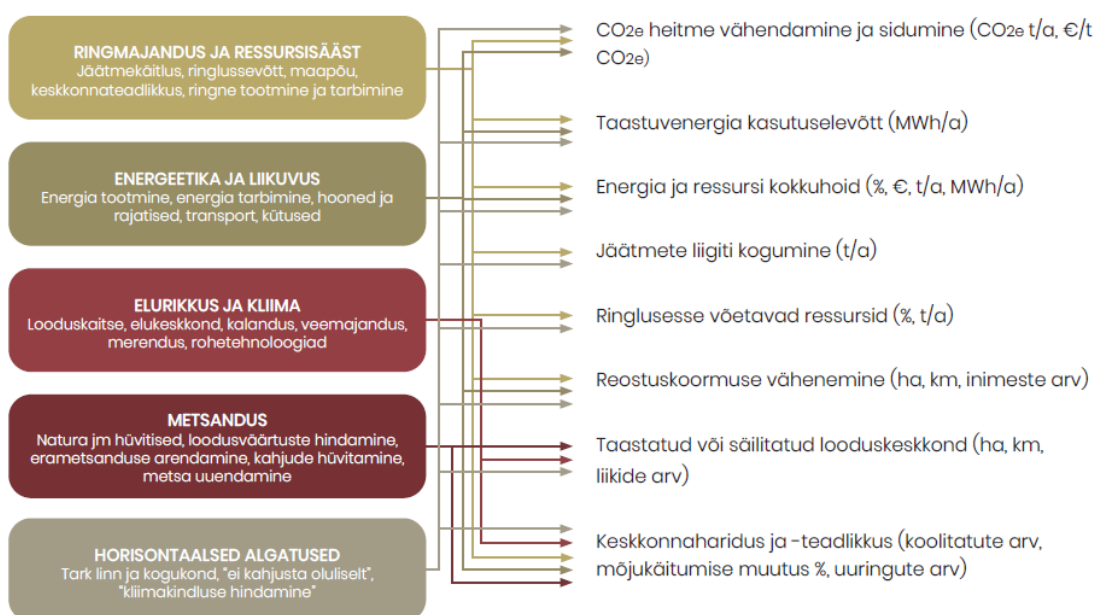 RINGMAJANDUS JA RESSURSISÄÄST
Jäätmekäitlus, ringlussevõtt, maapõu,
keskkonnateadlikkus, ringne tootmine ja tarbimine
ENERGEETIKA JA LIIKUVUS
Energia tootmine, energia tarbimine, hooned ja
rajatised, transport, kütused
ELURIKKUS JA KLIIMA
Looduskaitse, elukeskkond, kalandus, veemajandus,
merendus, rohetehnoloogiad
METSANDUS
Natura jm hüvitised, loodusväärtuste hindamine,
erametsanduse arendamine, kahjude hüvitamine,
metsa uuendamine
HORISONTAALSED ALGATUSED
Tark linn ja kogukond, "ei kahjusta oluliselt",
"kliimakindluse hindamine"
CO2e heitme vähendamine ja sidumine (CO2e t/a, €/t
CO2e)
Taastuvenergia kasutuselevõtt (MWh/a)
Energia ja ressursi kokkuhoid (%, €, t/a, MWh/a)
Jäätmete liigiti kogumine (t/a)
Ringlusesse võetavad ressursid (%, t/a)
Reostuskoormuse vähenemine (ha, km, inimeste arv)
Taastatud või säilitatud looduskeskkond (ha, km,
liikide arv)
Keskkonnaharidus ja -teadlikkus (koolitatute arv,
mõjukäitumise muutus %, uuringute arv)